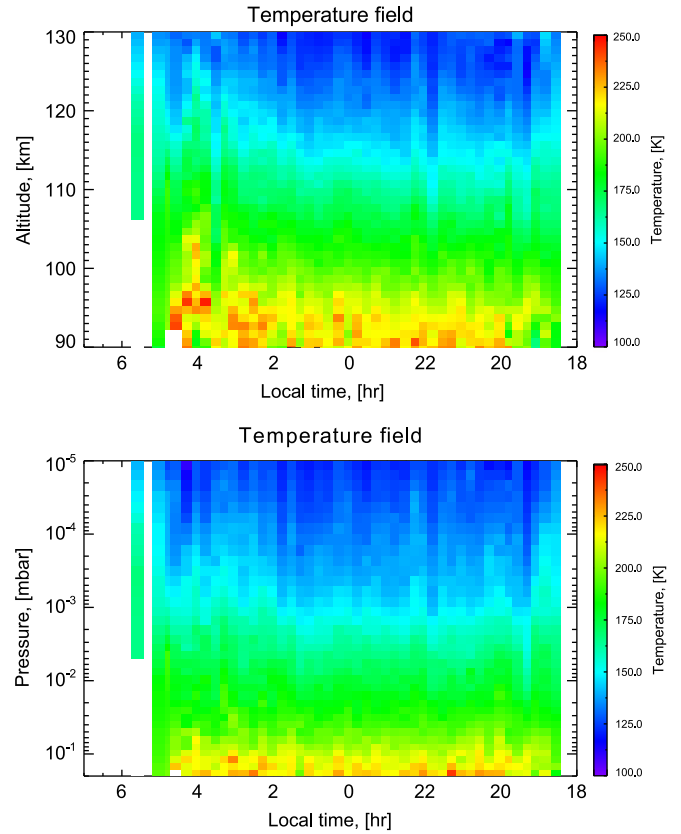 Temperature field
130
120
110
100
90
Altitude, [km]
6 4 2 0 22 20 18
Local time, [hr]
250.0
225.0
200.0
175.0
150.0
125.0
100.0
Temperature, [K]
Temperature field
10-5
10-4
10-3
10-2
10-1
Pressure, [mbar]
6 4 2 0 22 20 18
Local time, [hr]
250.0
225.0
200.0
175.0
150.0
125.0
100.0
Temperature, [K]